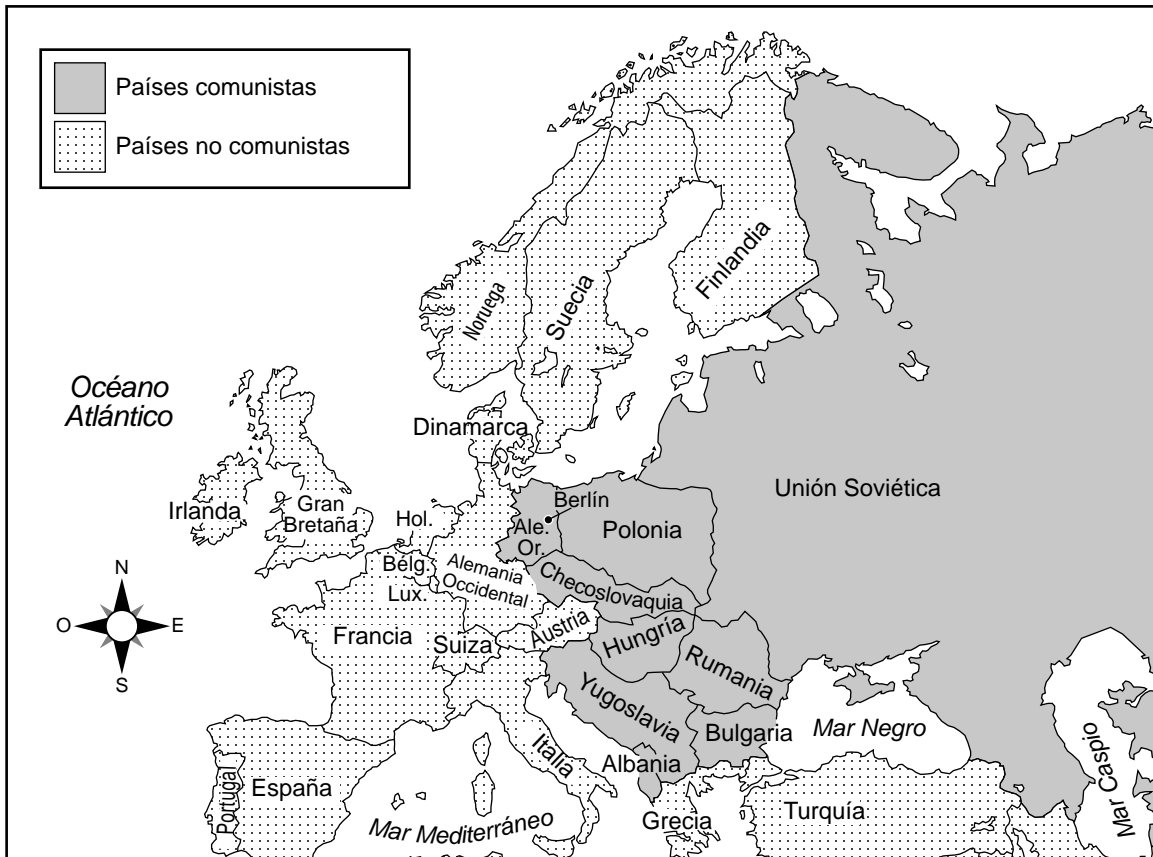 Países comunistas
Países no comunistas
Noruega
Suecia
Finlandia
Océano
Atlántico
Dinamarca
Unión Soviética
Irlanda
Gran
Bretaña
Hol.
Berlín
Ale.
Or.
Polonia
Bélg.
Alemania
Occidental
Lux.
Checoslovaquia
N
O
E
S
Francia
Suiza
Austria
Hungría
Rumania
Yugoslavia
Bulgaria
Mar Negro
Mar Caspio
Italia
Albania
Portugal
España
Mar Mediterráneo
Grecia
Turquía